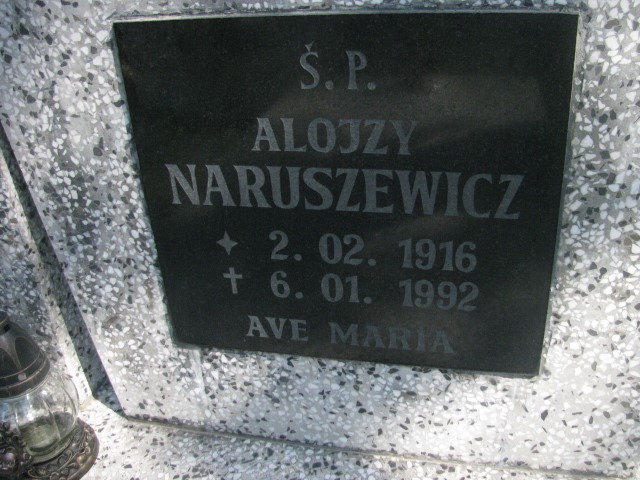 Ś. P.
ALOJZY
NARUSZEWICZ
✦ 2. 02. 1916
✝ 6. 01. 1992
AVE MARIA